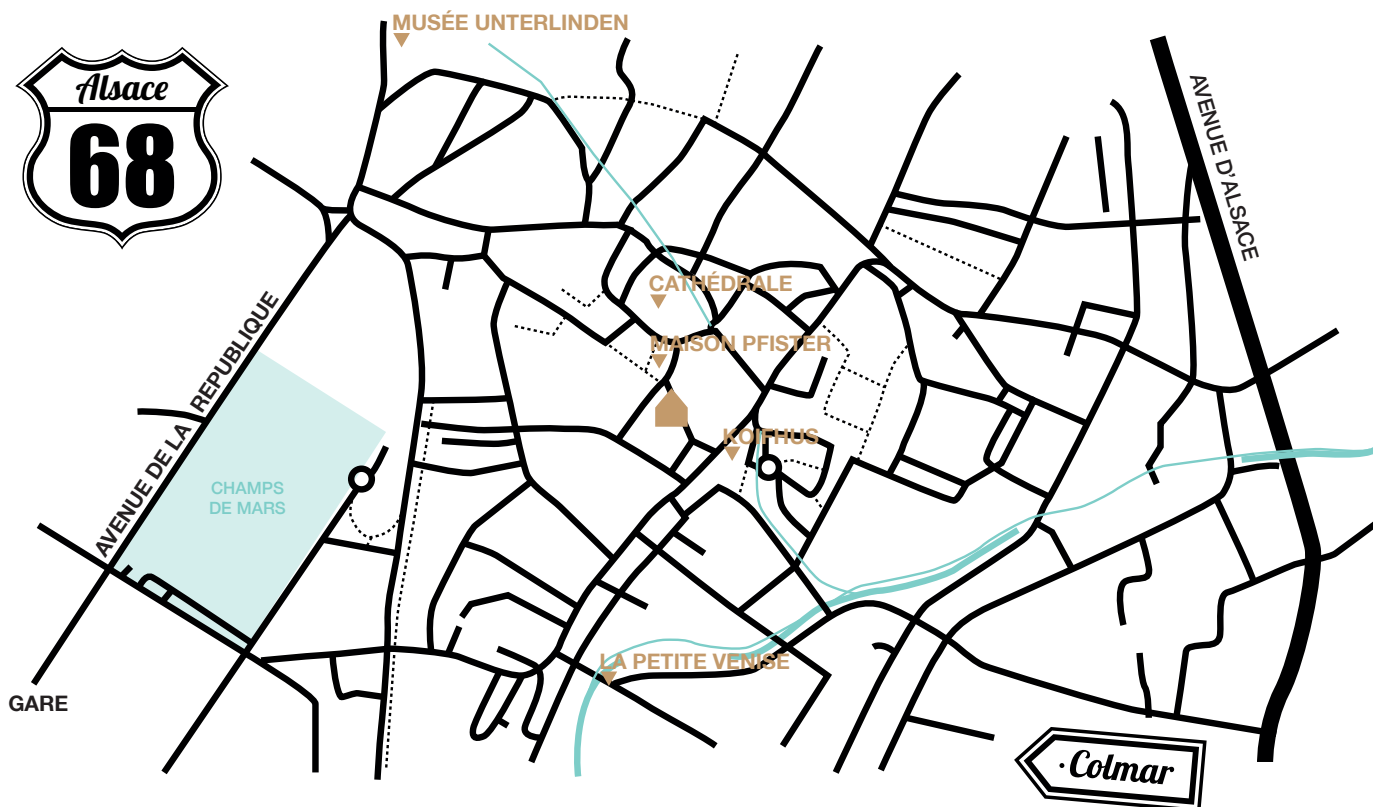 MUSÉE UNTERLINDEN
Alsace
68
AVENUE D'ALSACE
CATHÉDRALE
MAISON PFISTER
AVENUE DE LA REPUBLIQUE
KOIFHUS
CHAMPS
DE MARS
LA PETITE VENISE
GARE
Colmar